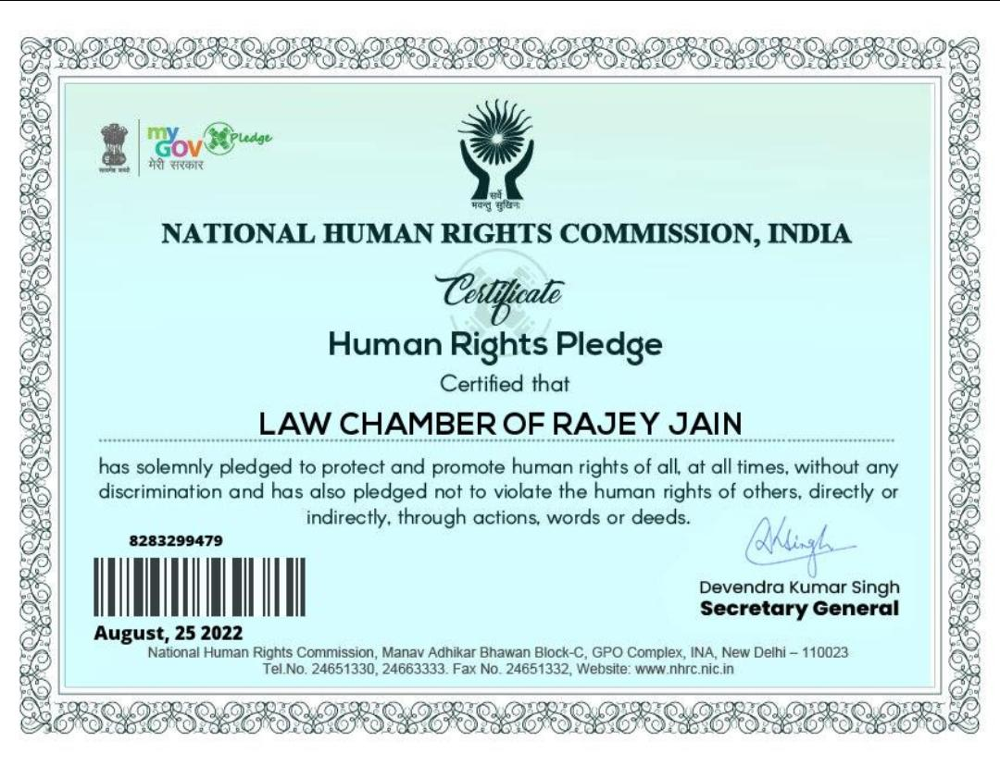 सत्यमेव जयते
my
GOV
मेरी सरकार
Pledge
सर्वे
भवन्तु सुखिनः
NATIONAL HUMAN RIGHTS COMMISSION, INDIA
Certificate
Human Rights Pledge
Certified that
LAW CHAMBER OF RAJEY JAIN
has solemnly pledged to protect and promote human rights of all, at all times, without any
discrimination and has also pledged not to violate the human rights of others, directly or
indirectly, through actions, words or deeds.
8283299479
DKSingh
Devendra Kumar Singh
Secretary General
August, 25 2022
National Human Rights Commission, Manav Adhikar Bhawan Block-C, GPO Complex, INA, New Delhi – 110023
Tel.No. 24651330, 24663333. Fax No. 24651332, Website: www.nhrc.nic.in